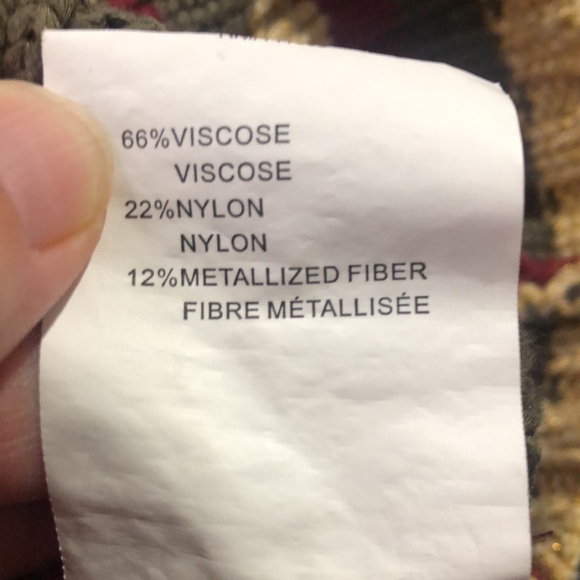 66%VISCOSE
VISCOSE
22%NYLON
NYLON
12%METALLIZED FIBER
FIBRE MÉTALLISÉE